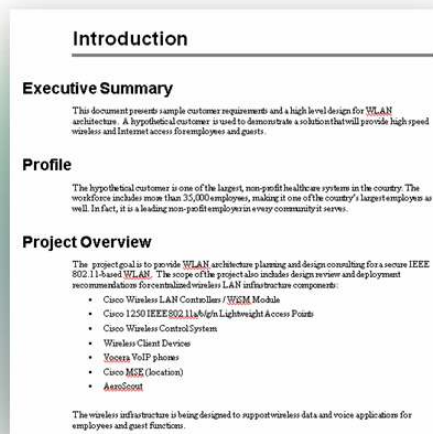 Introduction
Executive Summary
This document presents sample customer requirements and a high level design for WLAN
architecture. A hypothetical customer is used to demonstrate a solution that will provide high speed
wireless and Internet access for employees and guests.
Profile
The hypothetical customer is one of the largest, non-profit healthcare systems in the country. The
workforce includes more than 35,000 employees, making it one of the country's largest employers as
well. In fact, it is a leading non-profit employer in every community it serves.
Project Overview
The project goal is to provide WLAN architecture planning and design consulting for a secure IEEE
802.11-based WLAN. The scope of the project also includes design review and deployment
recommendations for centralized wireless LAN infrastructure components:
• Cisco Wireless LAN Controllers / WiSM Module
• Cisco 1250 IEEE 802.11a/b/g/n Lightweight Access Points
• Cisco Wireless Control System
• Wireless Client Devices
• Vocera VoIP phones
• Cisco MSE (location)
• AeroScout
The wireless infrastructure is being designed to support wireless data and voice applications for
employees and guest functions.